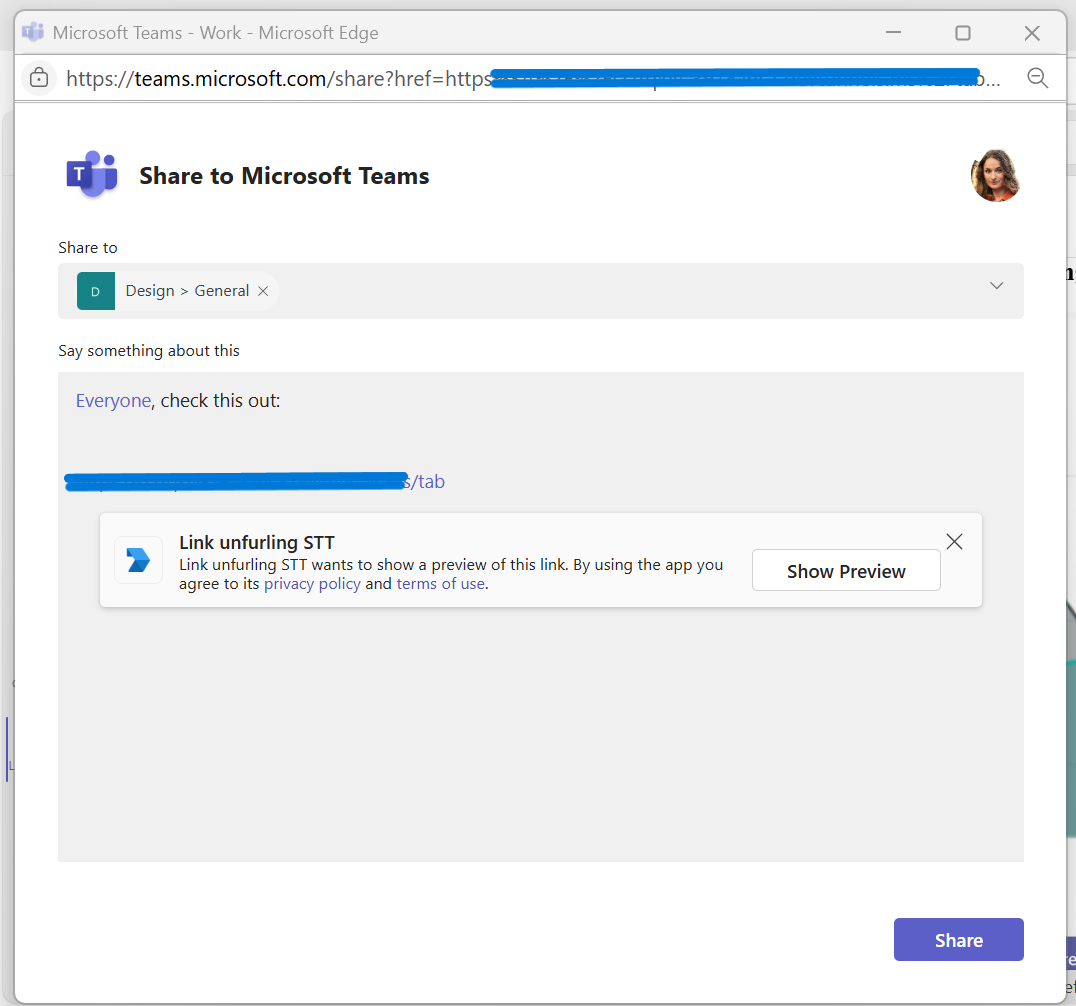 Microsoft Teams - Work - Microsoft Edge
https://teams.microsoft.com/share?href=https
T
Share to Microsoft Teams
Share to
D
Design > General
Say something about this
Everyone, check this out:
s/tab
Link unfurling STT
Link unfurling STT wants to show a preview of this link. By using the app you
agree to its privacy policy and terms of use.
Show Preview
Share